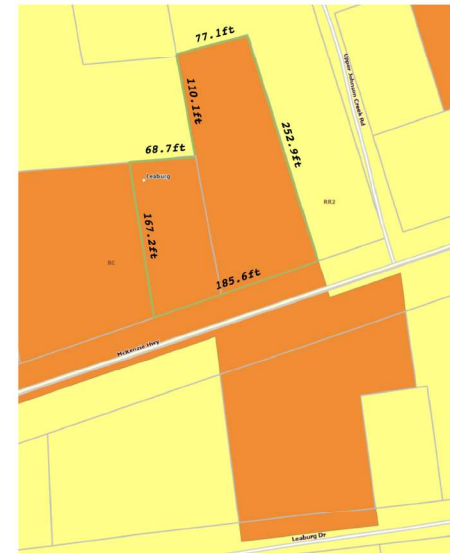 77.1ft
Upper Johnson Creek Rd
110.1ft
252.9ft
68.7ft
Leaburg
RR2
167.2ft
RC
185.6ft
McKenzie Hwy
Leaburg Dr